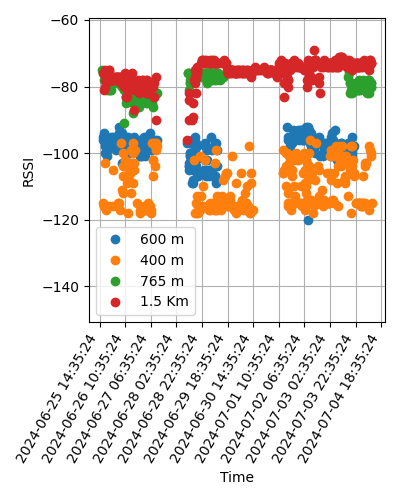 −60
−80
−100
−120
−140
RSSI
600 m
400 m
765 m
1.5 Km
2024-06-25 14:35:24
2024-06-26 10:35:24
2024-06-27 06:35:24
2024-06-28 02:35:24
2024-06-28 22:35:24
2024-06-29 18:35:24
2024-06-30 14:35:24
2024-07-01 10:35:24
2024-07-02 06:35:24
2024-07-03 02:35:24
2024-07-03 22:35:24
2024-07-04 18:35:24
Time